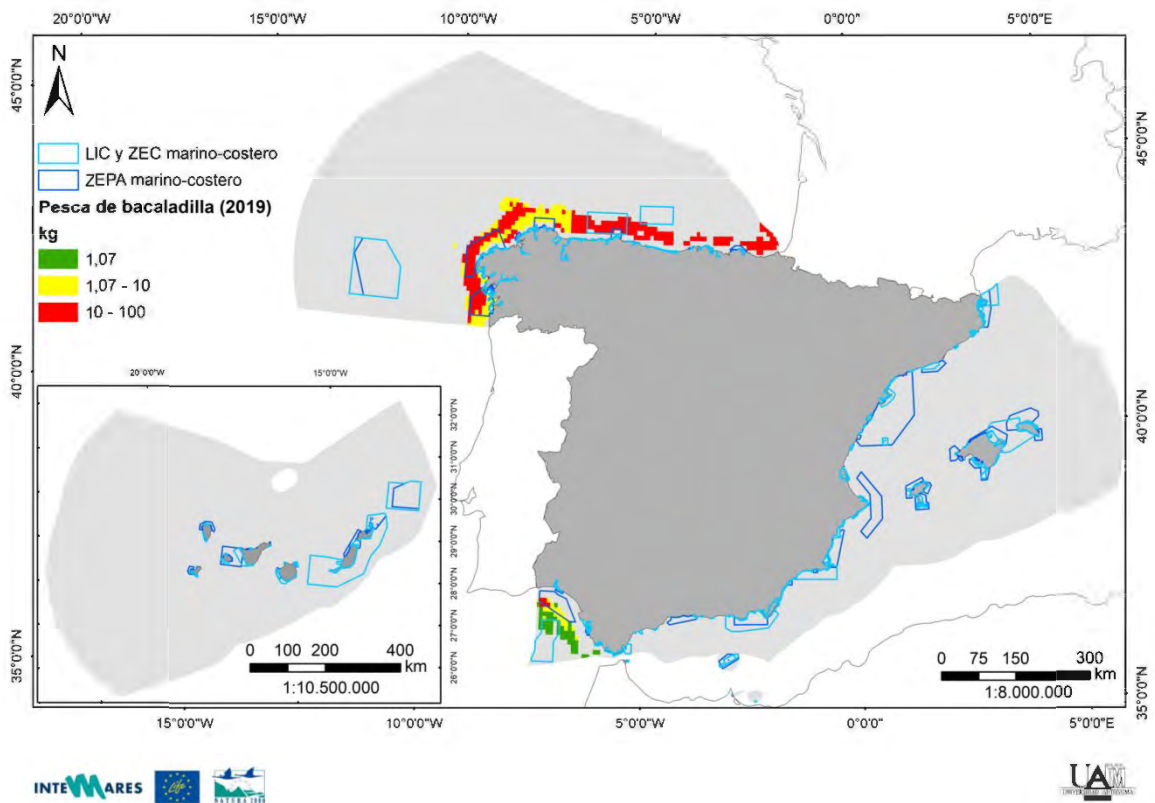 20°0'0"W 15°0'0"W 10°0'0"W 5°0'0"W 0°0'0" 5°0'0"E
N
45°0'0"N
45°0'0"N
LIC y ZEC marino-costero
ZEPA marino-costero
Pesca de bacaladilla (2019)
kg
1,07
1,07 - 10
10 - 100
40°0'0"N
40°0'0"N
20°0'0"W 15°0'0"W
32°0'0"N
31°0'0"N
30°0'0"N
29°0'0"N
28°0'0"N
27°0'0"N
26°0'0"N
0 100 200 400
km
1:10.500.000
0 75 150 300
km
1:8.000.000
35°0'0"N
35°0'0"N
15°0'0"W 10°0'0"W 5°0'0"W 0°0'0" 5°0'0"E
INTEMARES
Life
NATURA 2000
UAM